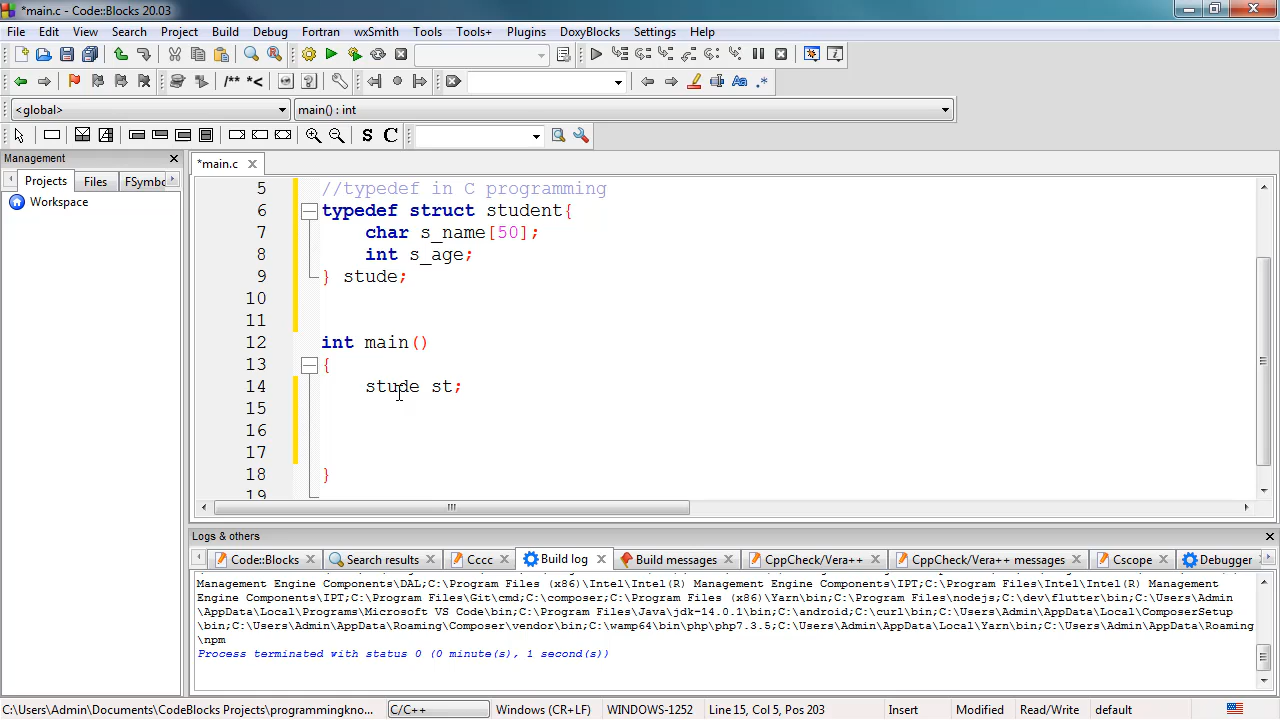 *main.c - Code::Blocks 20.03
File Edit View Search Project Build Debug Fortran wxSmith Tools Tools+ Plugins DoxyBlocks Settings Help
/** *<
Aa .*
<global> main() : int
S C
Management
Projects Files FSymbo
Workspace
*main.c
5 //typedef in C programming
6 typedef struct student{
7 char s_name[50];
8 int s_age;
9 } stude;
10
11
12 int main()
13 {
14 stude st;
15
16
17
18 }
19
Logs & others
Code::Blocks Search results Cccc Build log Build messages CppCheck/Vera++ CppCheck/Vera++ messages Cscope Debugger
Management Engine Components\DAL;C:\Program Files (x86)\Intel\Intel(R) Management Engine Components\IPT;C:\Program Files\Intel\Intel(R) Management
Engine Components\IPT;C:\Program Files\Git\cmd;C:\composer;C:\Program Files (x86)\Yarn\bin;C:\Program Files\nodejs;C:\dev\flutter\bin;C:\Users\Admin
\AppData\Local\Programs\Microsoft VS Code\bin;C:\Program Files\Java\jdk-14.0.1\bin;C:\android;C:\curl\bin;C:\Users\Admin\AppData\Local\ComposerSetup
\bin;C:\Users\Admin\AppData\Roaming\Composer\vendor\bin;C:\wamp64\bin\php\php7.3.5;C:\Users\Admin\AppData\Local\Yarn\bin;C:\Users\Admin\AppData\Roaming
\npm
Process terminated with status 0 (0 minute(s), 1 second(s))
C:\Users\Admin\Documents\CodeBlocks Projects\programmingkno... C/C++ Windows (CR+LF) WINDOWS-1252 Line 15, Col 5, Pos 203 Insert Modified Read/Write default